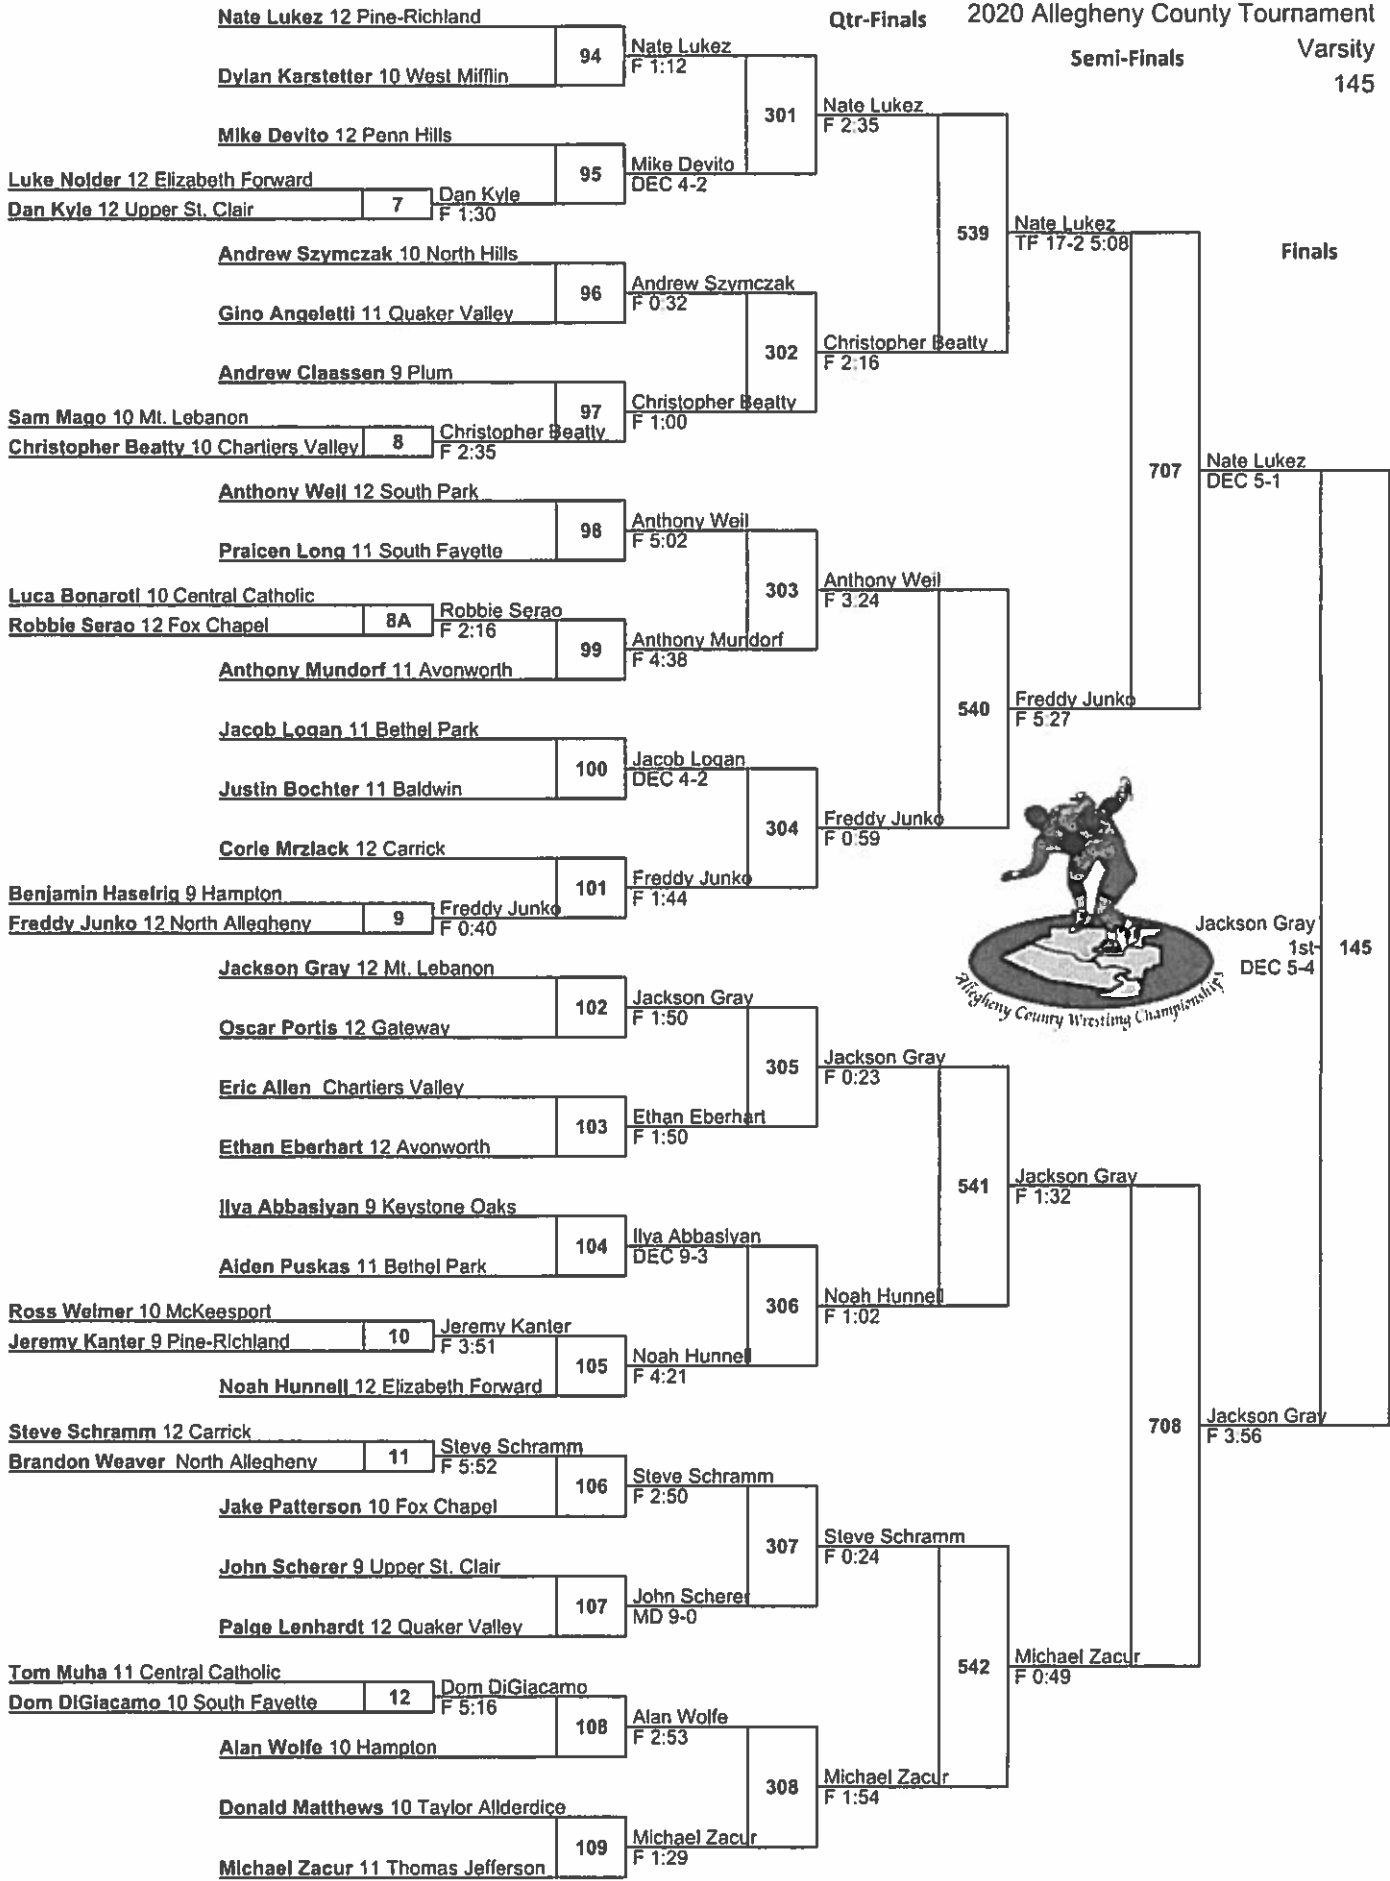 2020 Allegheny County Tournament
Varsity
145
Qtr-Finals
Semi-Finals
Finals
Nate Lukez 12 Pine-Richland
94
Nate Lukez
F 1:12
Dylan Karstetter 10 West Mifflin
301
Nate Lukez
F 2:35
Mike Devito 12 Penn Hills
95
Mike Devito
DEC 4-2
Luke Nolder 12 Elizabeth Forward
7
Dan Kyle
F 1:30
Dan Kyle 12 Upper St. Clair
539
Nate Lukez
TF 17-2 5:08
Andrew Szymczak 10 North Hills
96
Andrew Szymczak
F 0:32
Gino Angeletti 11 Quaker Valley
302
Christopher Beatty
F 2:16
Andrew Claassen 9 Plum
97
Christopher Beatty
F 1:00
Sam Mago 10 Mt. Lebanon
8
Christopher Beatty
F 2:35
Christopher Beatty 10 Chartiers Valley
707
Nate Lukez
DEC 5-1
Anthony Weil 12 South Park
98
Anthony Weil
F 5:02
Praicen Long 11 South Fayette
303
Anthony Weil
F 3:24
Luca Bonaroti 10 Central Catholic
8A
Robbie Serao
F 2:16
Robbie Serao 12 Fox Chapel
99
Anthony Mundorf
F 4:38
Anthony Mundorf 11 Avonworth
540
Freddy Junko
F 5:27
Jacob Logan 11 Bethel Park
100
Jacob Logan
DEC 4-2
Justin Bochter 11 Baldwin
304
Freddy Junko
F 0:59
Corie Mrzlack 12 Carrick
101
Freddy Junko
F 1:44
Benjamin Haselrig 9 Hampton
9
Freddy Junko
F 0:40
Freddy Junko 12 North Allegheny
Allegheny County Wrestling Championships
Jackson Gray
1st
DEC 5-4
145
Jackson Gray 12 Mt. Lebanon
102
Jackson Gray
F 1:50
Oscar Portis 12 Gateway
305
Jackson Gray
F 0:23
Eric Allen Chartiers Valley
103
Ethan Eberhart
F 1:50
Ethan Eberhart 12 Avonworth
541
Jackson Gray
F 1:32
Ilya Abbasiyan 9 Keystone Oaks
104
Ilya Abbasiyan
DEC 9-3
Aiden Puskas 11 Bethel Park
306
Noah Hunnell
F 1:02
Ross Welmer 10 McKeesport
10
Jeremy Kanter
F 3:51
Jeremy Kanter 9 Pine-Richland
105
Noah Hunnell
F 4:21
Noah Hunnell 12 Elizabeth Forward
708
Jackson Gray
F 3:56
Steve Schramm 12 Carrick
11
Steve Schramm
F 5:52
Brandon Weaver North Allegheny
106
Steve Schramm
F 2:50
Jake Patterson 10 Fox Chapel
307
Steve Schramm
F 0:24
John Scherer 9 Upper St. Clair
107
John Scherer
MD 9-0
Paige Lenhardt 12 Quaker Valley
542
Michael Zacur
F 0:49
Tom Muha 11 Central Catholic
12
Dom DiGiacamo
F 5:16
Dom DiGiacamo 10 South Fayette
108
Alan Wolfe
F 2:53
Alan Wolfe 10 Hampton
308
Michael Zacur
F 1:54
Donald Matthews 10 Taylor Allderdice
109
Michael Zacur
F 1:29
Michael Zacur 11 Thomas Jefferson